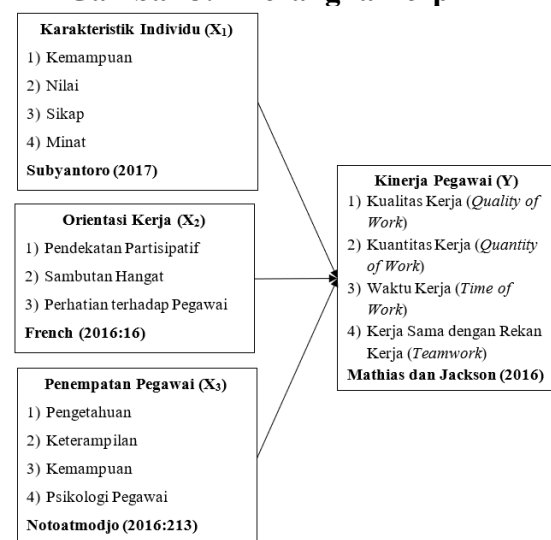 Karakteristik Individu (X₁)
1) Kemampuan
2) Nilai
3) Sikap
4) Minat
Subyantoro (2017)
Orientasi Kerja (X₂)
1) Pendekatan Partisipatif
2) Sambutan Hangat
3) Perhatian terhadap Pegawai
French (2016:16)
Penempatan Pegawai (X₃)
1) Pengetahuan
2) Keterampilan
3) Kemampuan
4) Psikologi Pegawai
Notoatmodjo (2016:213)
Kinerja Pegawai (Y)
1) Kualitas Kerja (Quality of
Work)
2) Kuantitas Kerja (Quantity
of Work)
3) Waktu Kerja (Time of
Work)
4) Kerja Sama dengan Rekan
Kerja (Teamwork)
Mathias dan Jackson (2016)